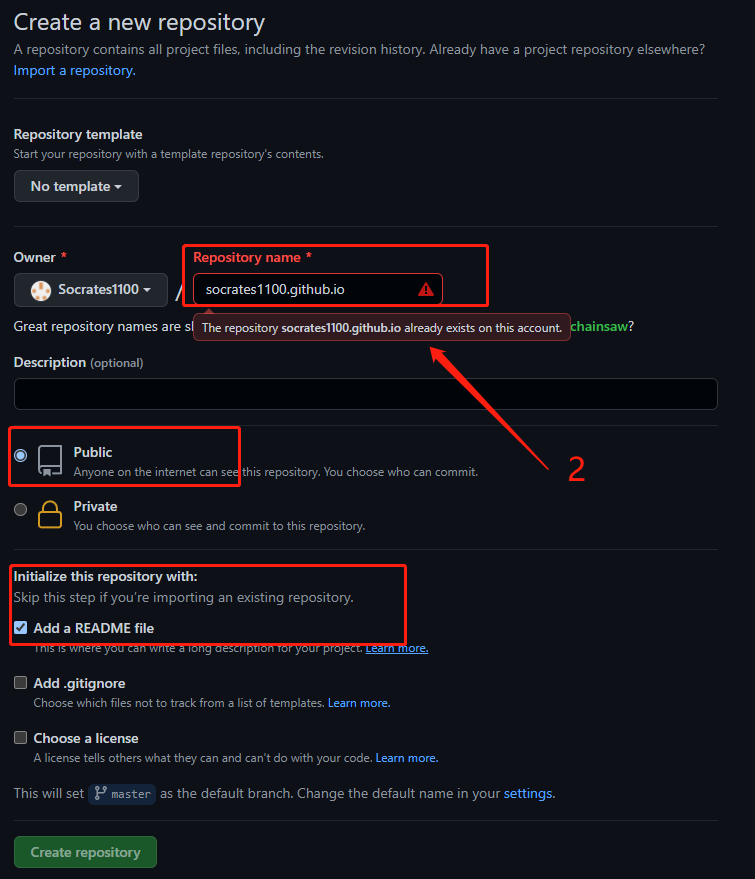 Create a new repository
A repository contains all project files, including the revision history. Already have a project repository elsewhere?
Import a repository.
Repository template
Start your repository with a template repository's contents.
No template
Owner *
Repository name *
Socrates1100
/
socrates1100.github.io
Great repository names are
The repository socrates1100.github.io already exists on this account.
chainsaw?
Description (optional)
2
Public
Anyone on the internet can see this repository. You choose who can commit.
Private
You choose who can see and commit to this repository.
Initialize this repository with:
Skip this step if you're importing an existing repository.
Add a README file
This is where you can write a long description for your project. Learn more.
Add .gitignore
Choose which files not to track from a list of templates. Learn more.
Choose a license
A license tells others what they can and can't do with your code. Learn more.
This will set master as the default branch. Change the default name in your settings.
Create repository